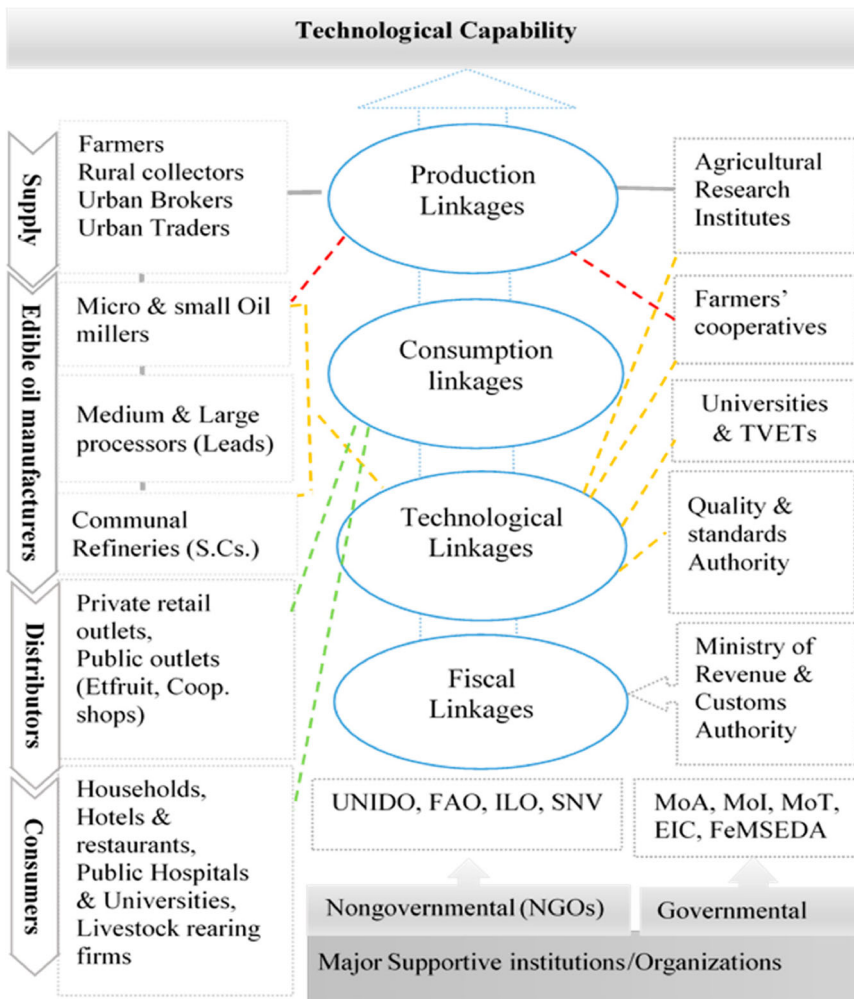 Technological Capability
Supply
Farmers
Rural collectors
Urban Brokers
Urban Traders
Production
Linkages
Agricultural
Research
Institutes
Edible oil manufacturers
Micro & small Oil
millers
Consumption
linkages
Farmers'
cooperatives
Medium & Large
processors (Leads)
Universities
& TVETs
Communal
Refineries (S.Cs.)
Technological
Linkages
Quality &
standards
Authority
Distributors
Private retail
outlets,
Public outlets
(Etfruit, Coop.
shops)
Fiscal
Linkages
Ministry of
Revenue &
Customs
Authority
Consumers
Households,
Hotels &
restaurants,
Public Hospitals
& Universities,
Livestock rearing
firms
UNIDO, FAO, ILO, SNV
MoA, MoI, MoT,
EIC, FeMSEDA
Nongovernmental (NGOs)
Governmental
Major Supportive institutions/Organizations